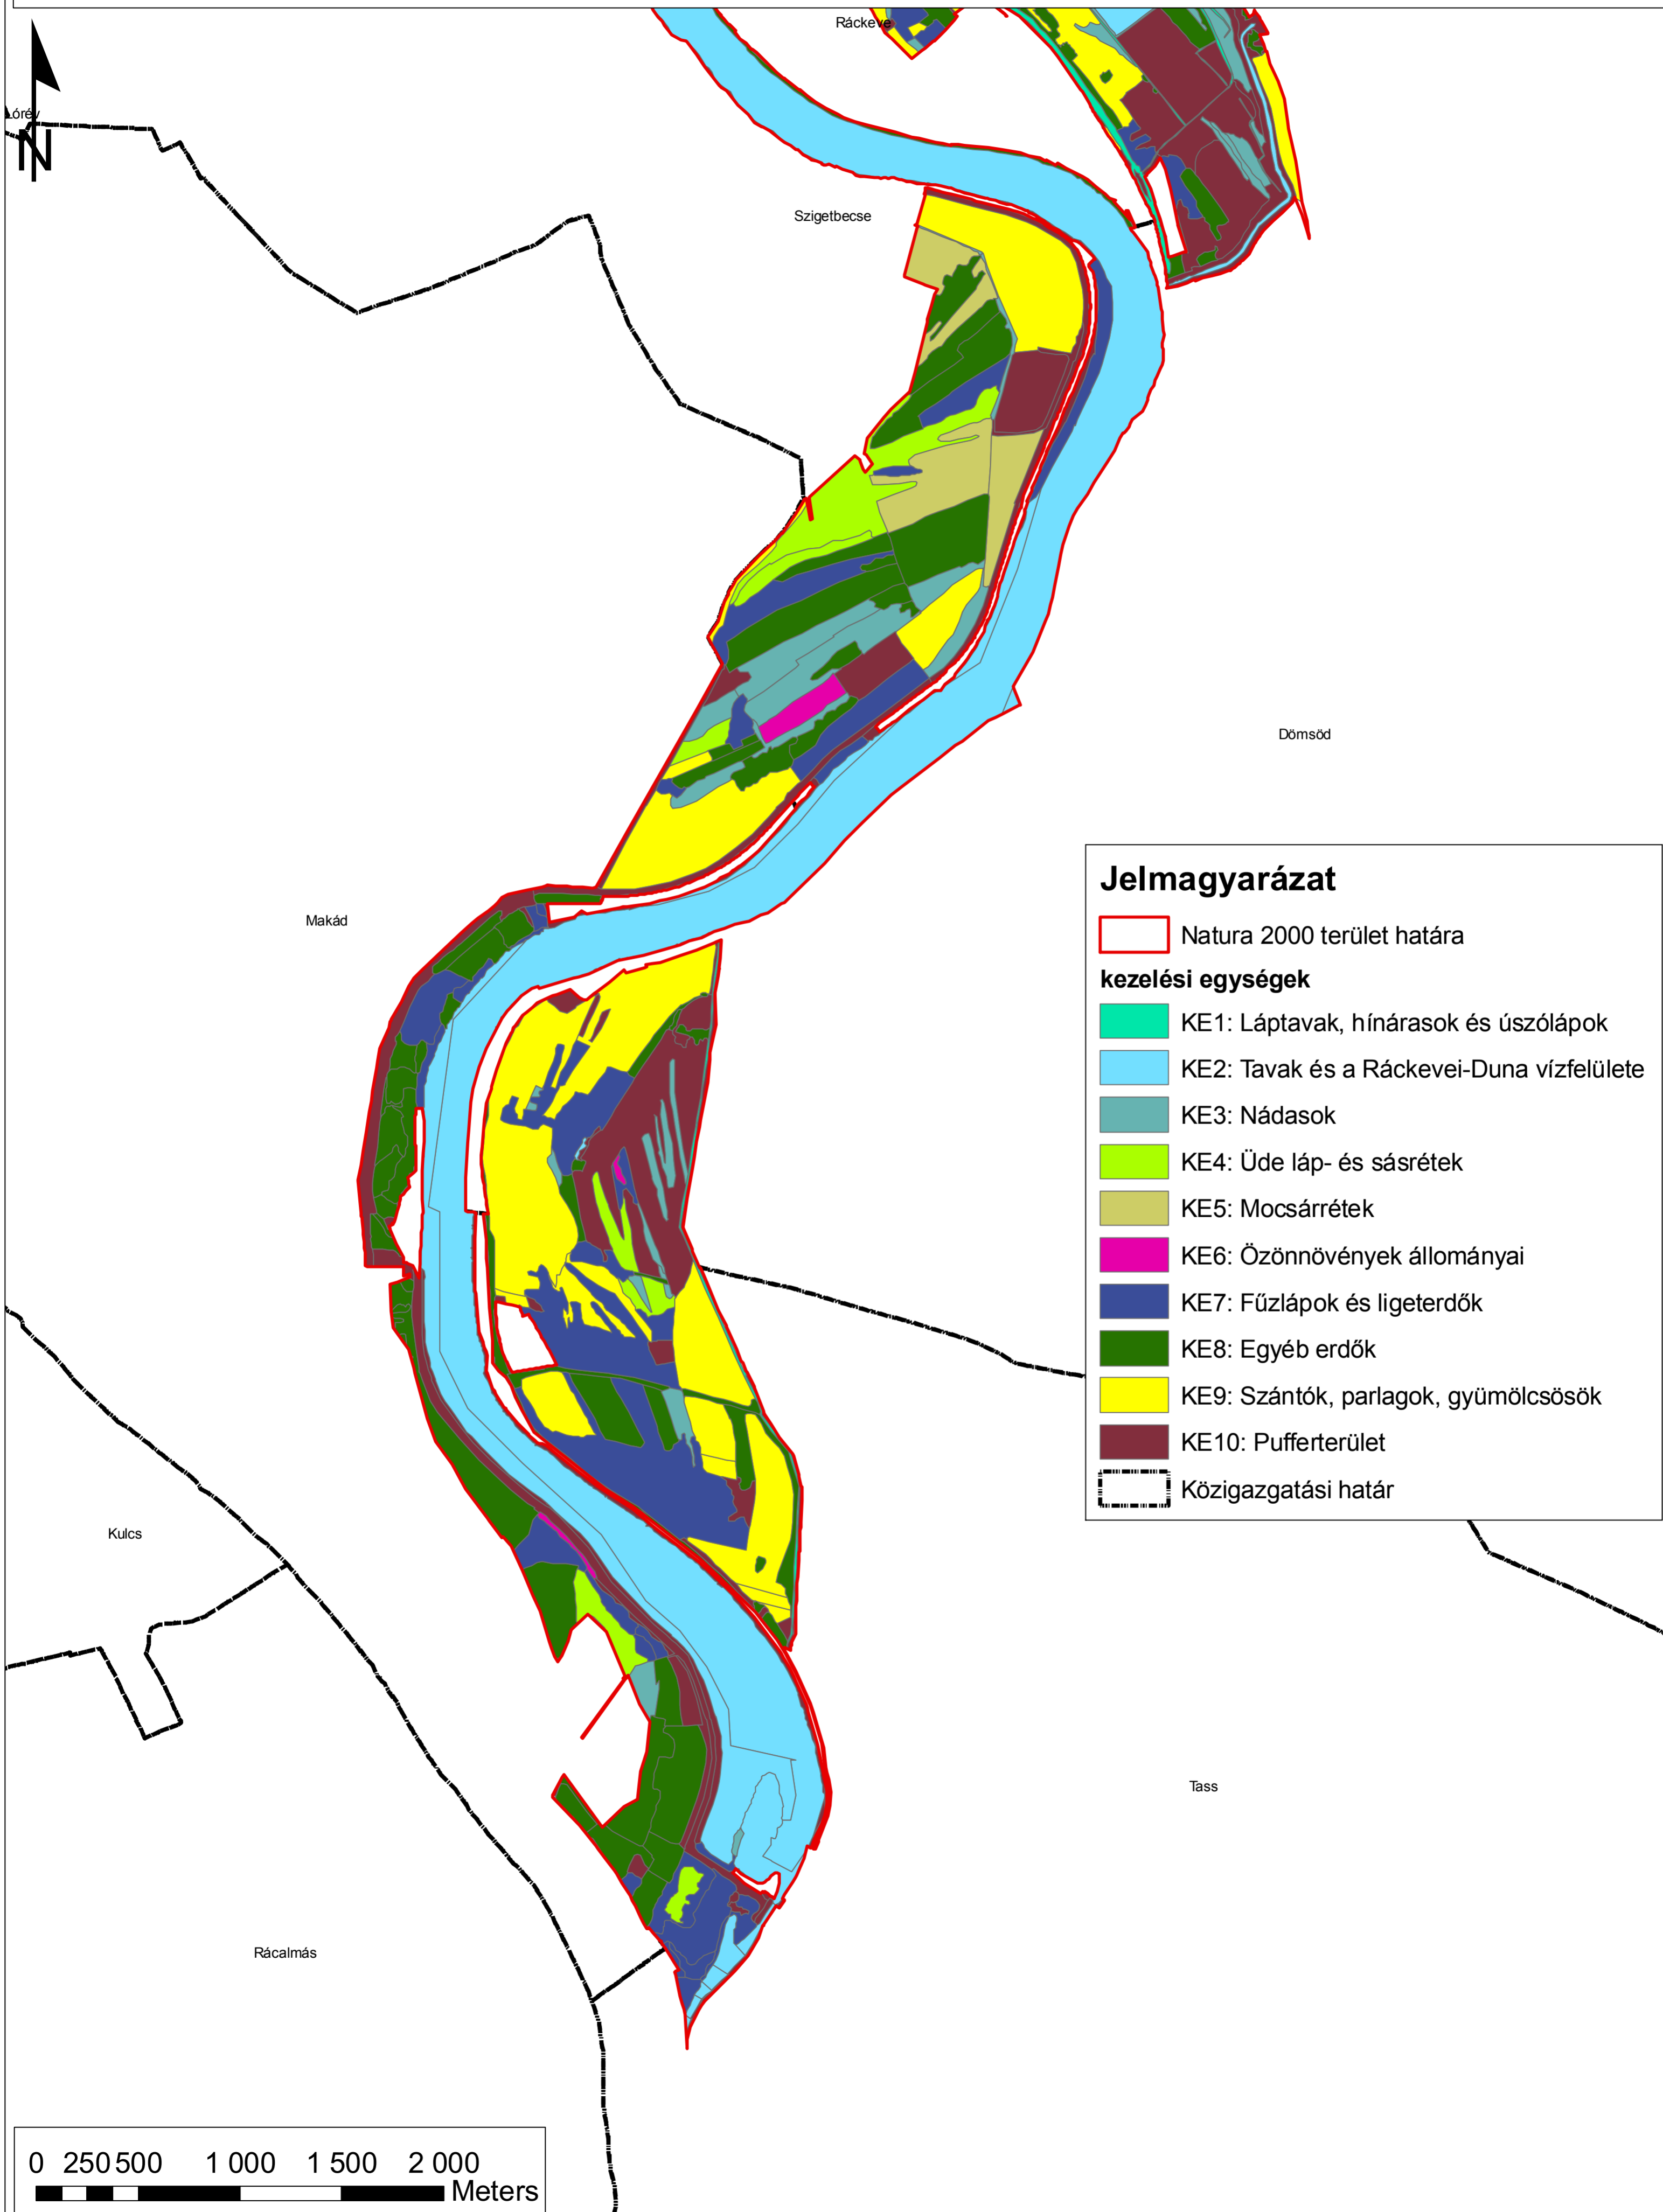 Ráckeve
Lórév
N
Szigetbecse
Dömsöd
Makád
Jelmagyarázat
Natura 2000 terület határa
kezelési egységek
KE1: Láptavak, hínárasok és úszólápok
KE2: Tavak és a Ráckevei-Duna vízfelülete
KE3: Nádasok
KE4: Üde láp- és sásrétek
KE5: Mocsárrétek
KE6: Özönnövények állományai
KE7: Fűzlápok és ligeterdők
KE8: Egyéb erdők
KE9: Szántók, parlagok, gyümölcsösök
KE10: Pufferterület
Közigazgatási határ
Kulcs
Tass
Rácalmás
0 250 500 1 000 1 500 2 000
Meters